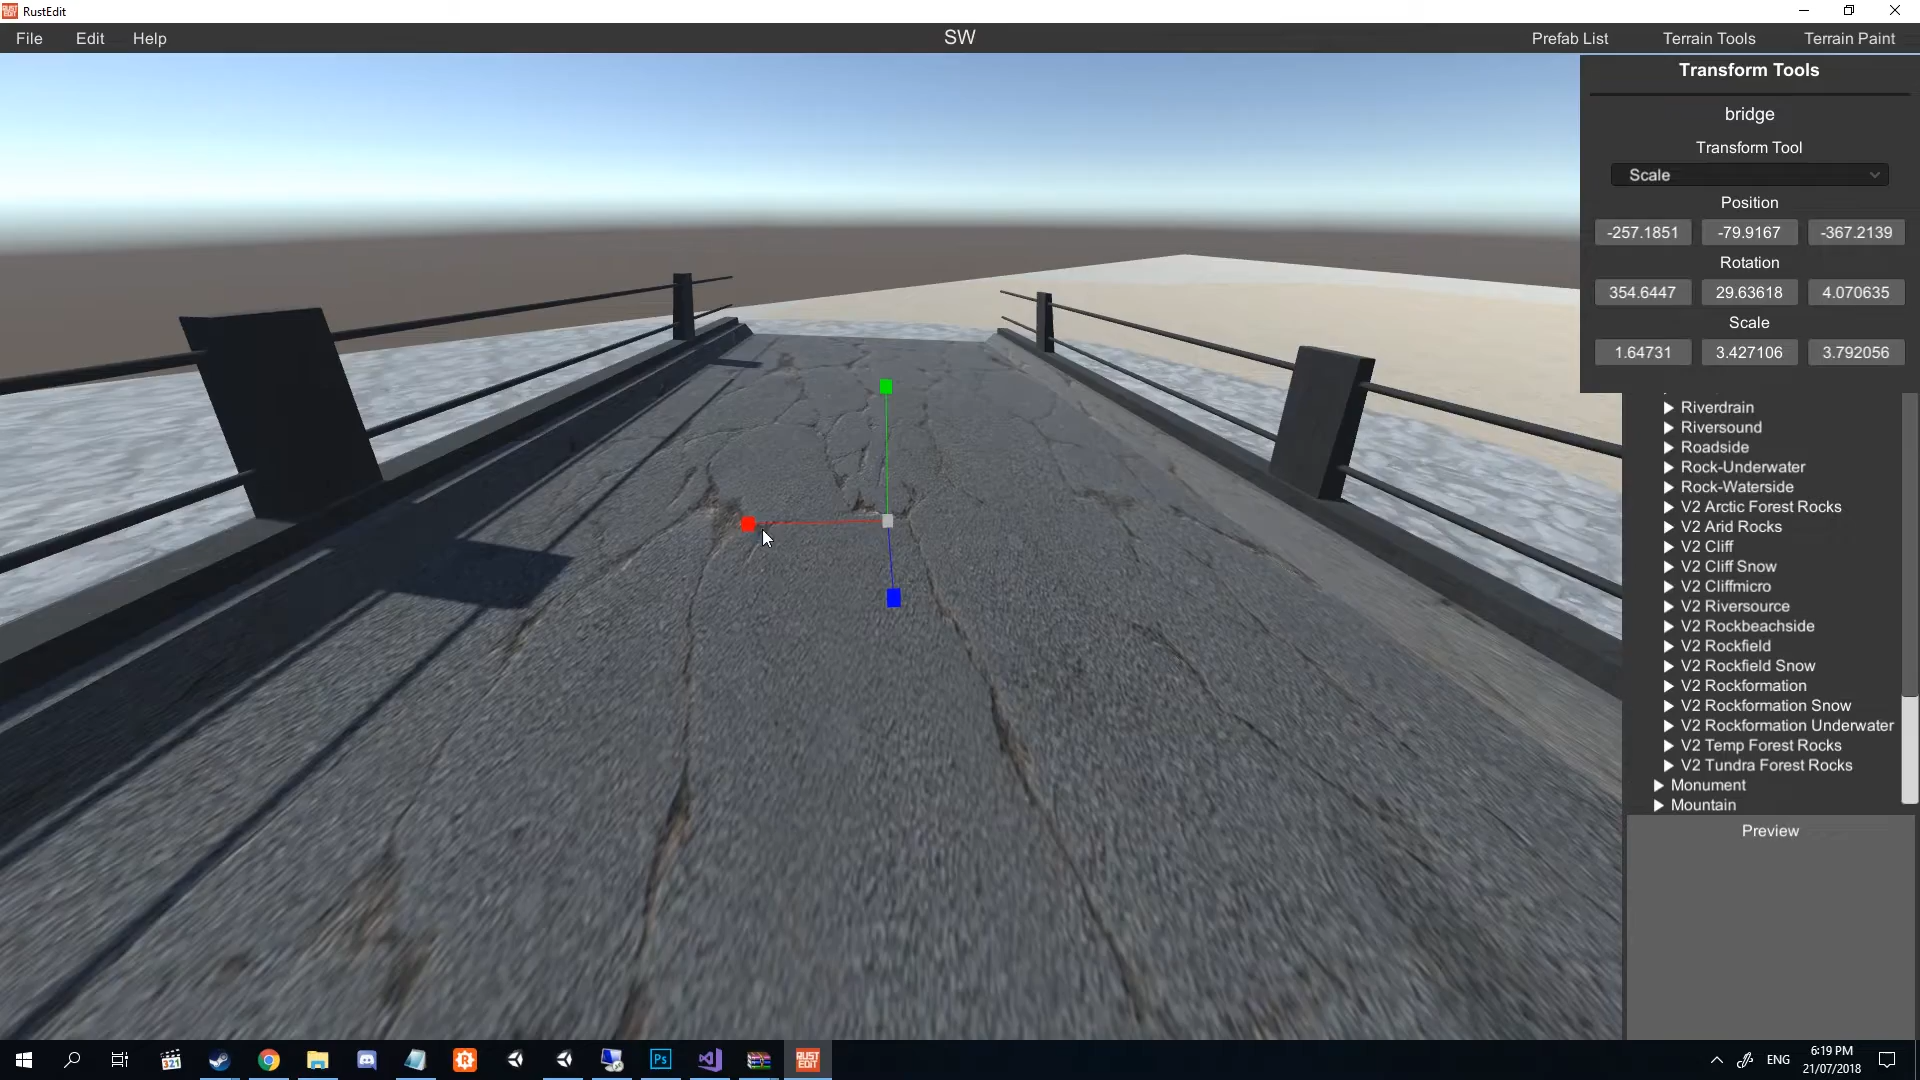 RustEdit
File Edit Help SW Prefab List Terrain Tools Terrain Paint
Transform Tools
bridge
Transform Tool
Scale
Position
-257.1851 -79.9167 -367.2139
Rotation
354.6447 29.63618 4.070635
Scale
1.64731 3.427106 3.792056
Riverdrain
Riversound
Roadside
Rock-Underwater
Rock-Waterside
V2 Arctic Forest Rocks
V2 Arid Rocks
V2 Cliff
V2 Cliff Snow
V2 Cliffmicro
V2 Riversource
V2 Rockbeachside
V2 Rockfield
V2 Rockfield Snow
V2 Rockformation
V2 Rockformation Snow
V2 Rockformation Underwater
V2 Temp Forest Rocks
V2 Tundra Forest Rocks
Monument
Mountain
Preview
321
R
Ps
RUST
EDIT
ENG
6:19 PM
21/07/2018